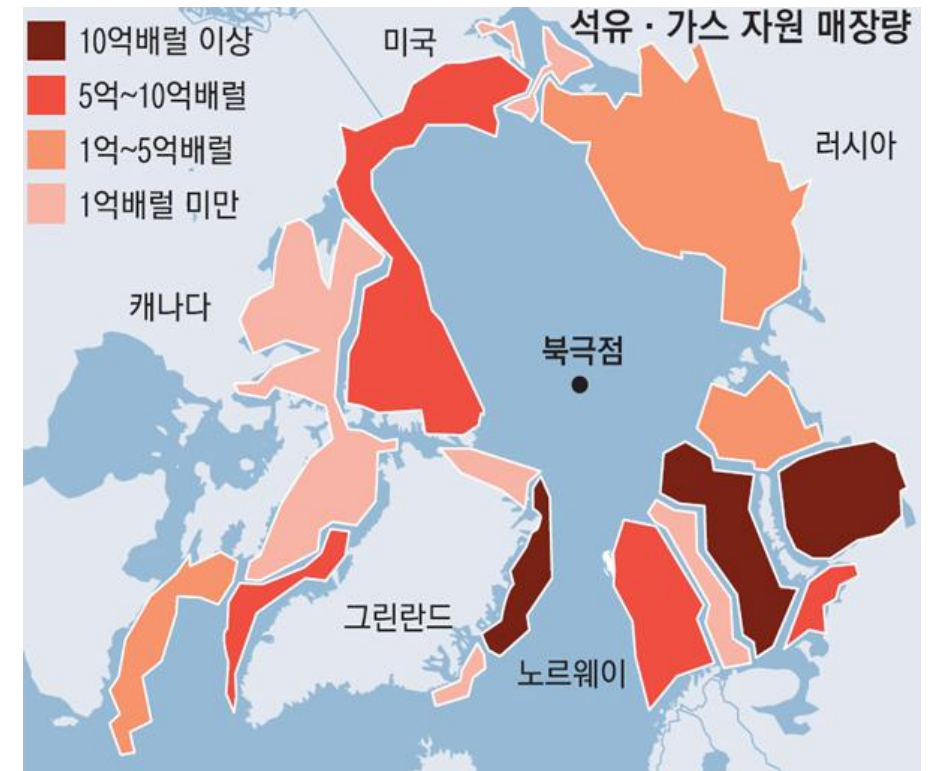 석유 · 가스 자원 매장량
10억배럴 이상
5억~10억배럴
1억~5억배럴
1억배럴 미만
미국
러시아
캐나다
북극점
그린란드
노르웨이